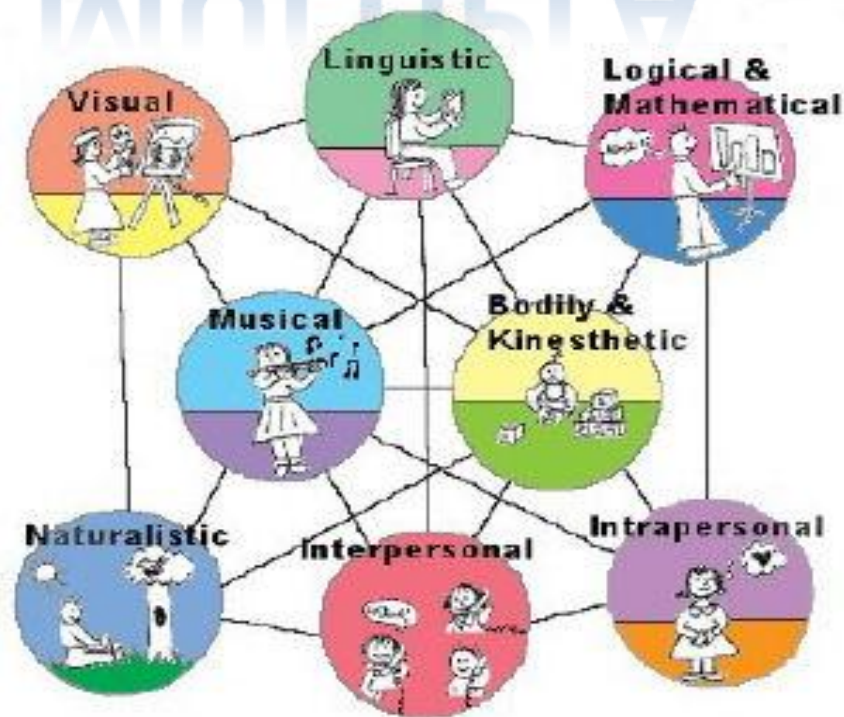 Linguistic
Visual
Logical &
Mathematical
Musical
Bodily &
Kinesthetic
Naturalistic
Interpersonal
Intrapersonal